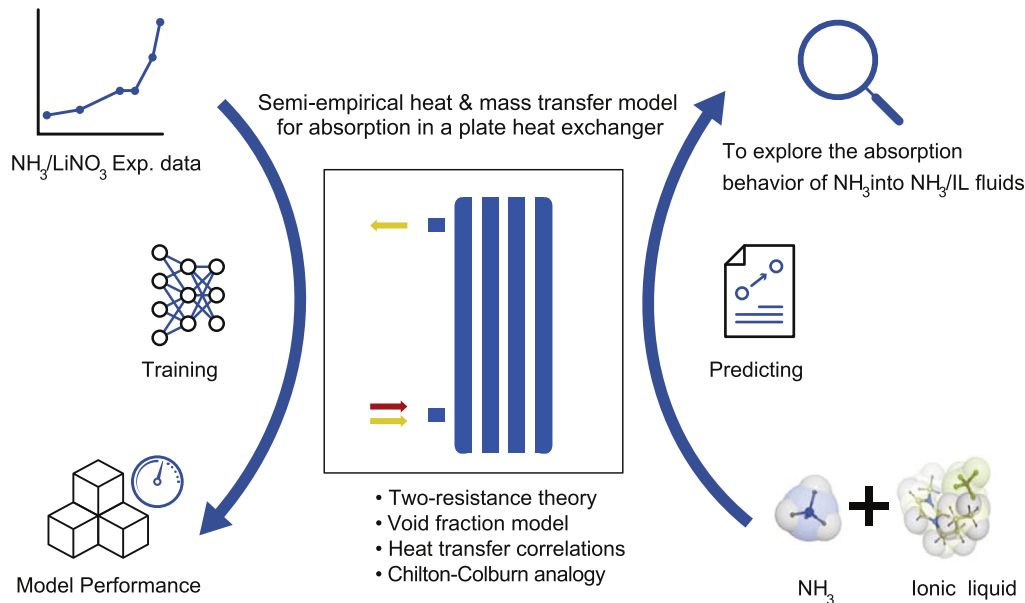 Semi-empirical heat & mass transfer model
for absorption in a plate heat exchanger
NH₃/LiNO₃ Exp. data
Training
Model Performance
• Two-resistance theory
• Void fraction model
• Heat transfer correlations
• Chilton-Colburn analogy
To explore the absorption
behavior of NH₃into NH₃/IL fluids
Predicting
NH₃
Ionic liquid